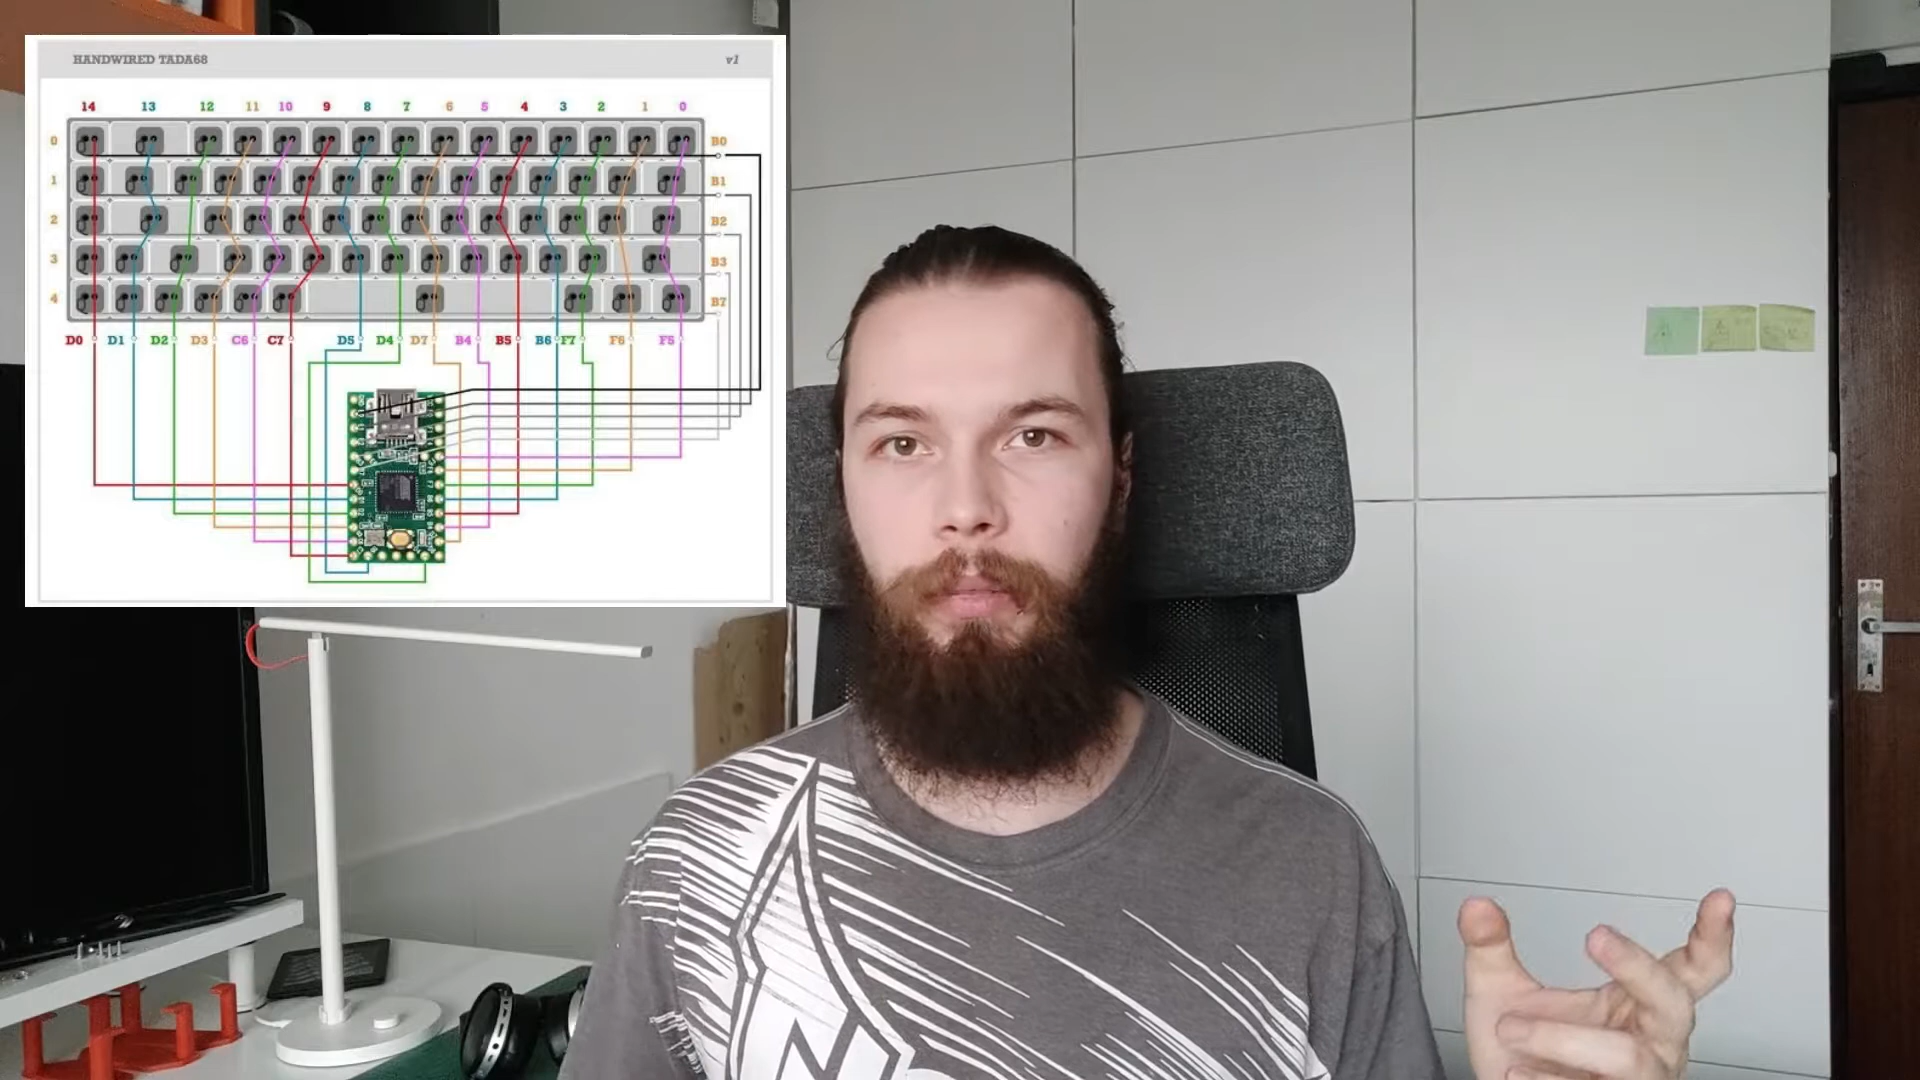 HANDWIRED TADA68 v1
14 13 12 11 10 9 8 7 6 5 4 3 2 1 0
0 B0
1 B1
2 B2
3 B3
4 B7
D0 D1 D2 D3 C6 C7 D5 D4 D7 B4 B5 B6 F7 F6 F5
N